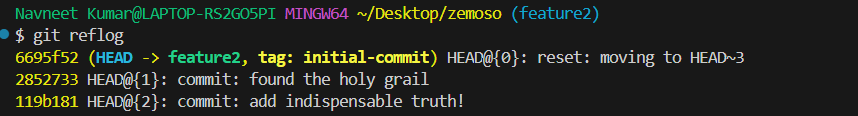 Navneet Kumar@LAPTOP-RS2GO5PI MINGW64 ~/Desktop/zemoso (feature2)
$ git reflog
6695f52 (HEAD -> feature2, tag: initial-commit) HEAD@{0}: reset: moving to HEAD~3
2852733 HEAD@{1}: commit: found the holy grail
119b181 HEAD@{2}: commit: add indispensable truth!